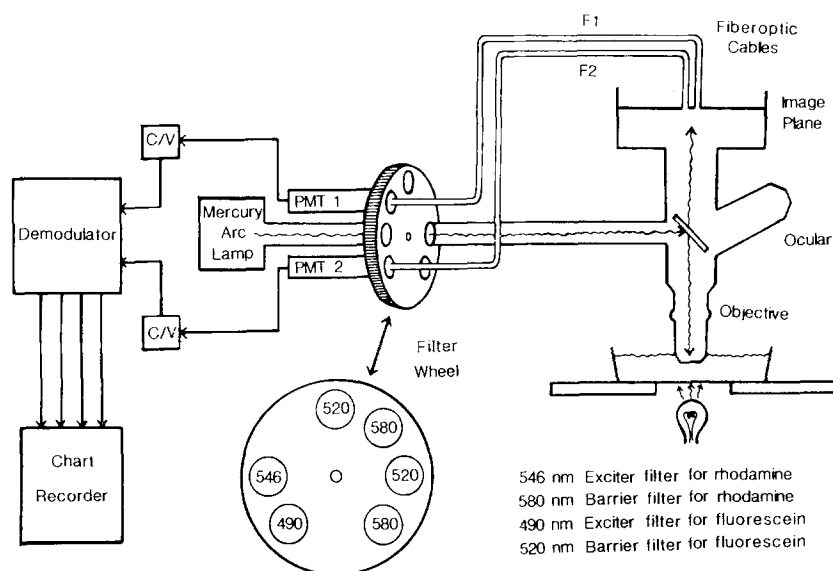 F1
Fiberoptic
Cables
F2
Image
Plane
C/V
PMT 1
Mercury
Arc
Lamp
Demodulator
Ocular
PMT 2
C/V
Objective
Filter
Wheel
520
580
546
520
490
580
Chart
Recorder
546 nm Exciter filter for rhodamine
580 nm Barrier filter for rhodamine
490 nm Exciter filter for fluorescein
520 nm Barrier filter for fluorescein